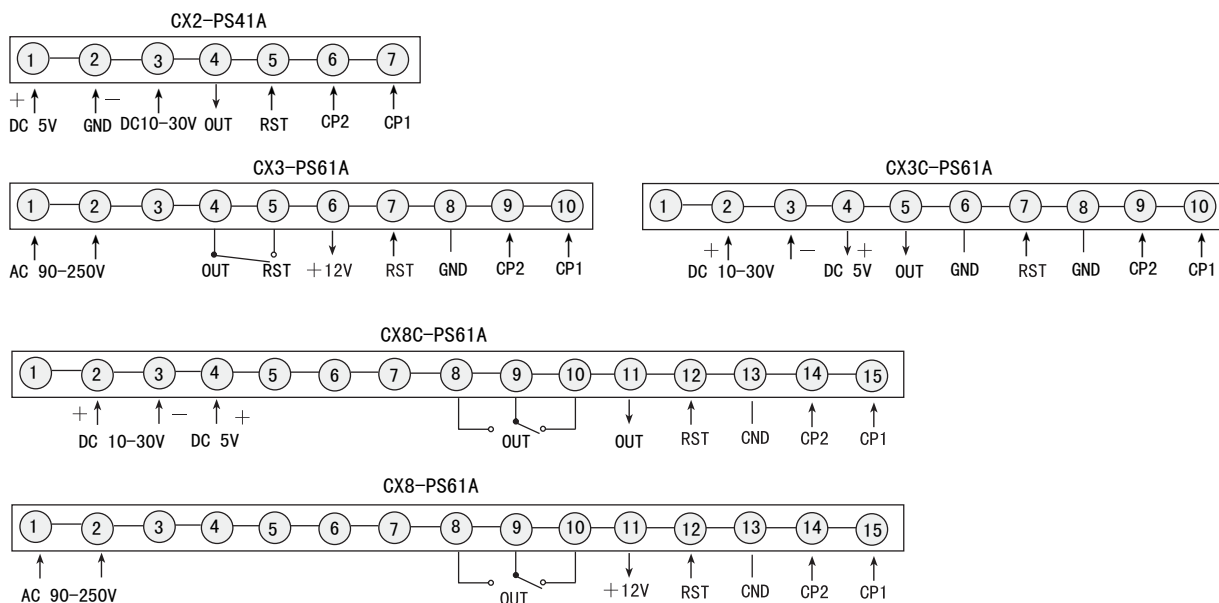 CX2-PS41A
1 2 3 4 5 6 7
+ −
DC 5V GND DC10-30V OUT RST CP2 CP1
CX3-PS61A
1 2 3 4 5 6 7 8 9 10
AC 90-250V OUT RST +12V RST GND CP2 CP1
CX3C-PS61A
1 2 3 4 5 6 7 8 9 10
+ − +
DC 10-30V DC 5V OUT GND RST GND CP2 CP1
CX8C-PS61A
1 2 3 4 5 6 7 8 9 10 11 12 13 14 15
+ − +
DC 10-30V DC 5V OUT OUT RST CND CP2 CP1
CX8-PS61A
1 2 3 4 5 6 7 8 9 10 11 12 13 14 15
AC 90-250V OUT +12V RST CND CP2 CP1